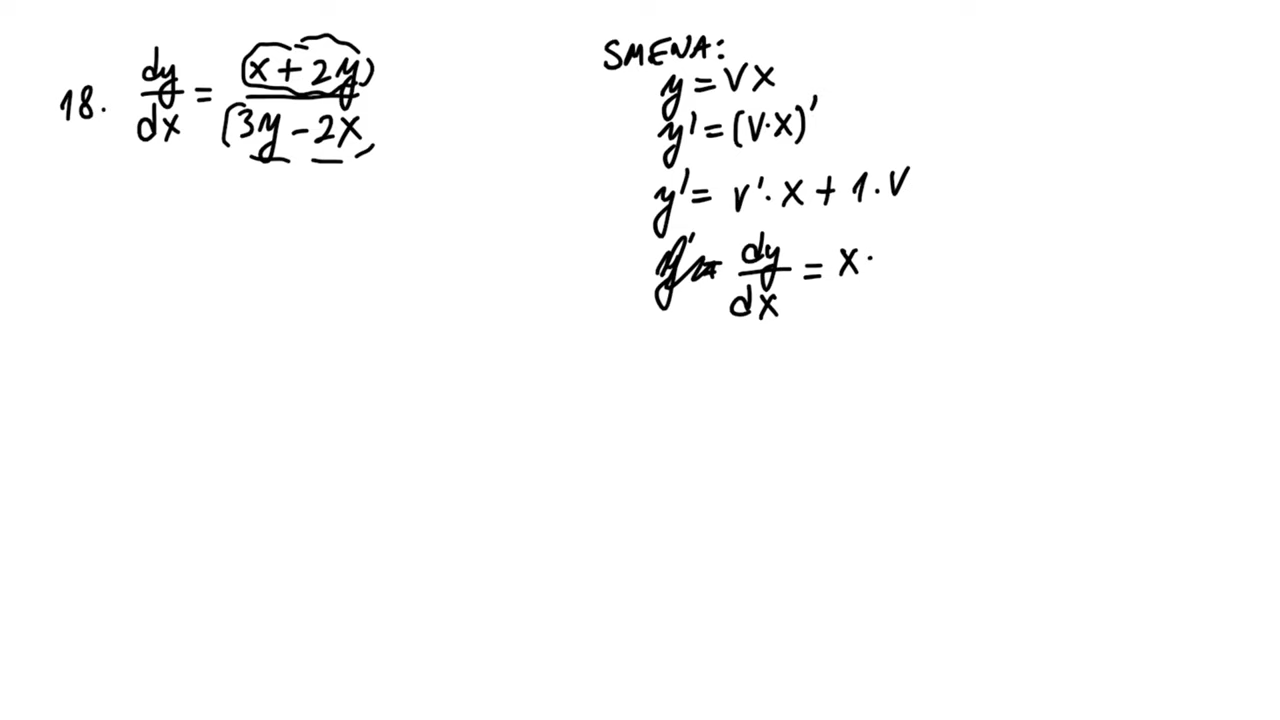 18. dy/dx = (x + 2y)/(3y - 2x)
SMENA:
y = VX
y' = (V·X)'
y' = V'·X + 1·V
dy/dx = X·